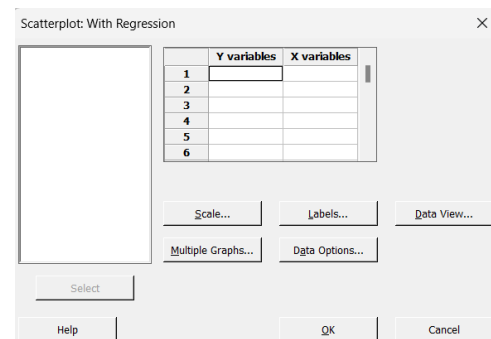 Scatterplot: With Regression
Y variables X variables
1
2
3
4
5
6
Scale... Labels... Data View...
Multiple Graphs... Data Options...
Select
Help OK Cancel